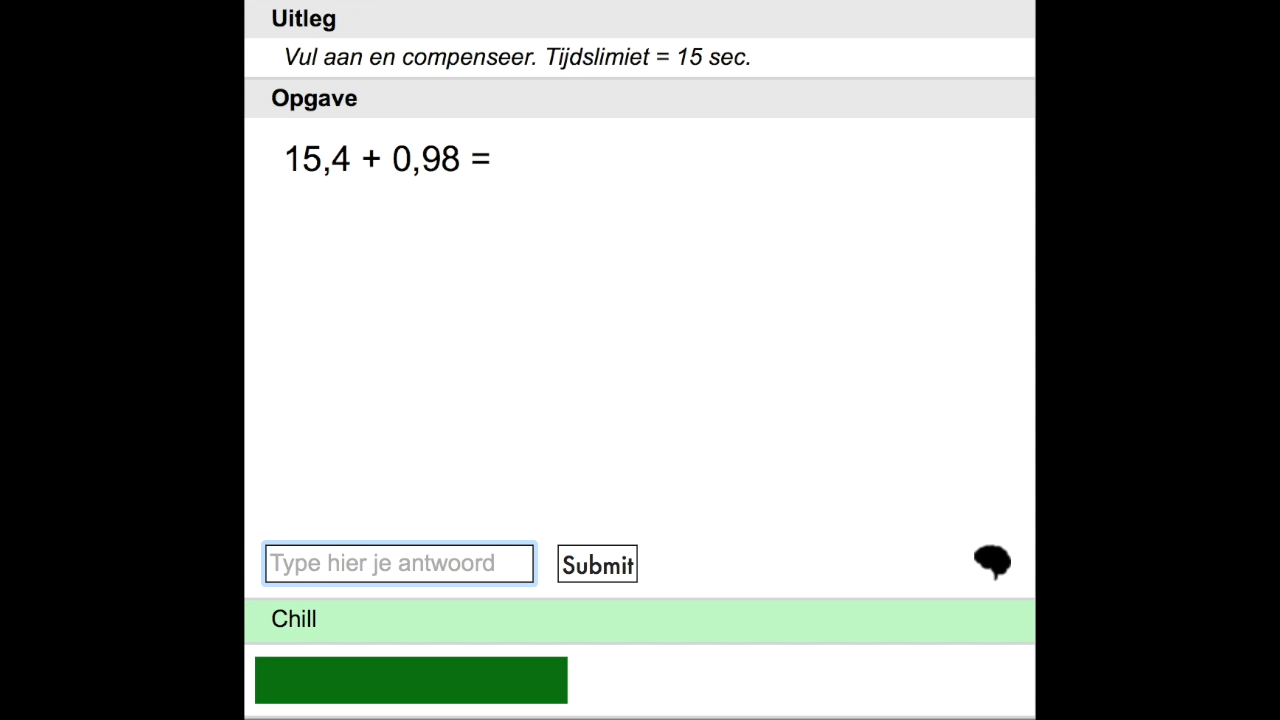 Uitleg
Vul aan en compenseer. Tijdslimiet = 15 sec.
Opgave
15,4 + 0,98 =
Type hier je antwoord
Submit
Chill